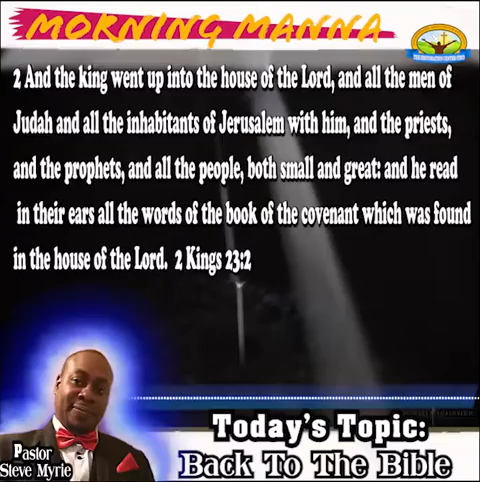 MORNING MANNA
2 And the king went up into the house of the Lord, and all the men of
Judah and all the inhabitants of Jerusalem with him, and the priests,
and the prophets, and all the people, both small and great: and he read
in their ears all the words of the book of the covenant which was found
in the house of the Lord. 2 Kings 23:2
Today's Topic:
Back To The Bible
Pastor
Steve Myrie